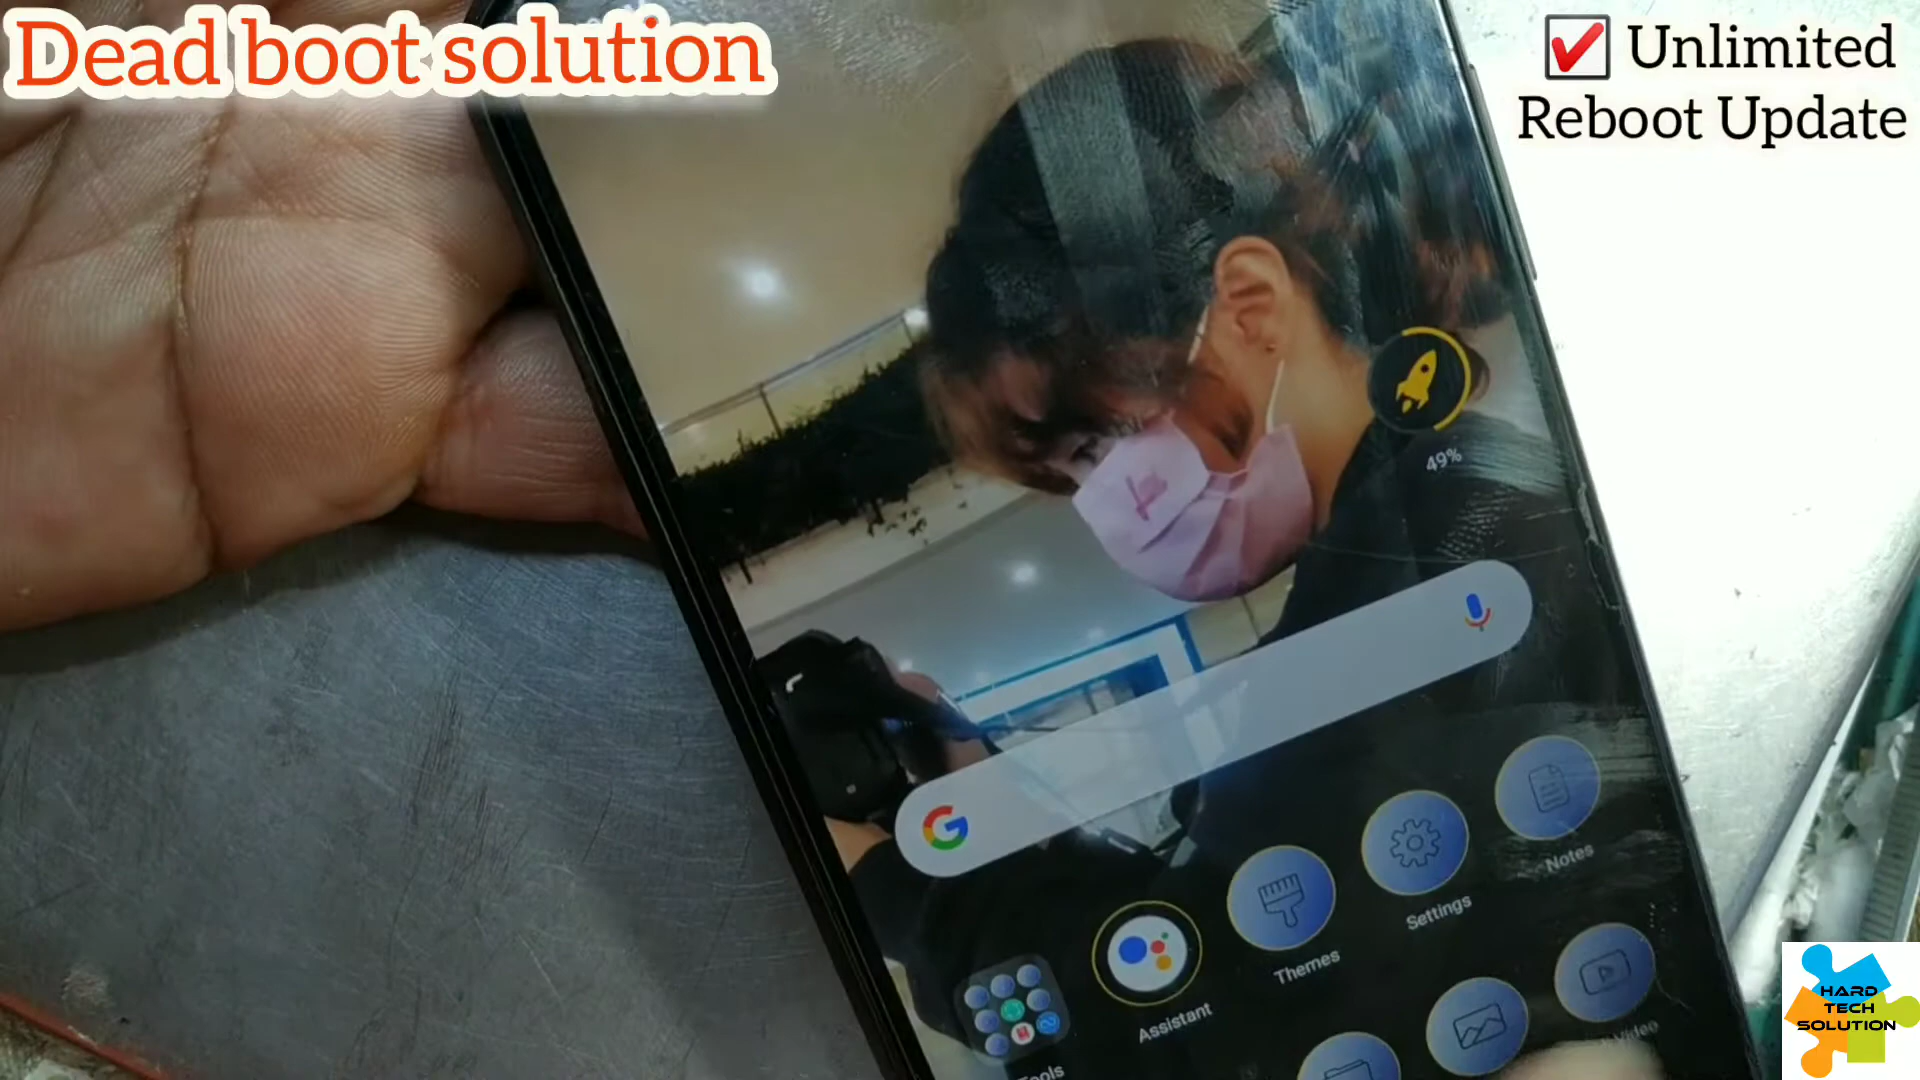 Dead boot solution
Unlimited
Reboot Update
49%
Notes
Settings
Themes
Assistant
HARD
TECH
SOLUTION